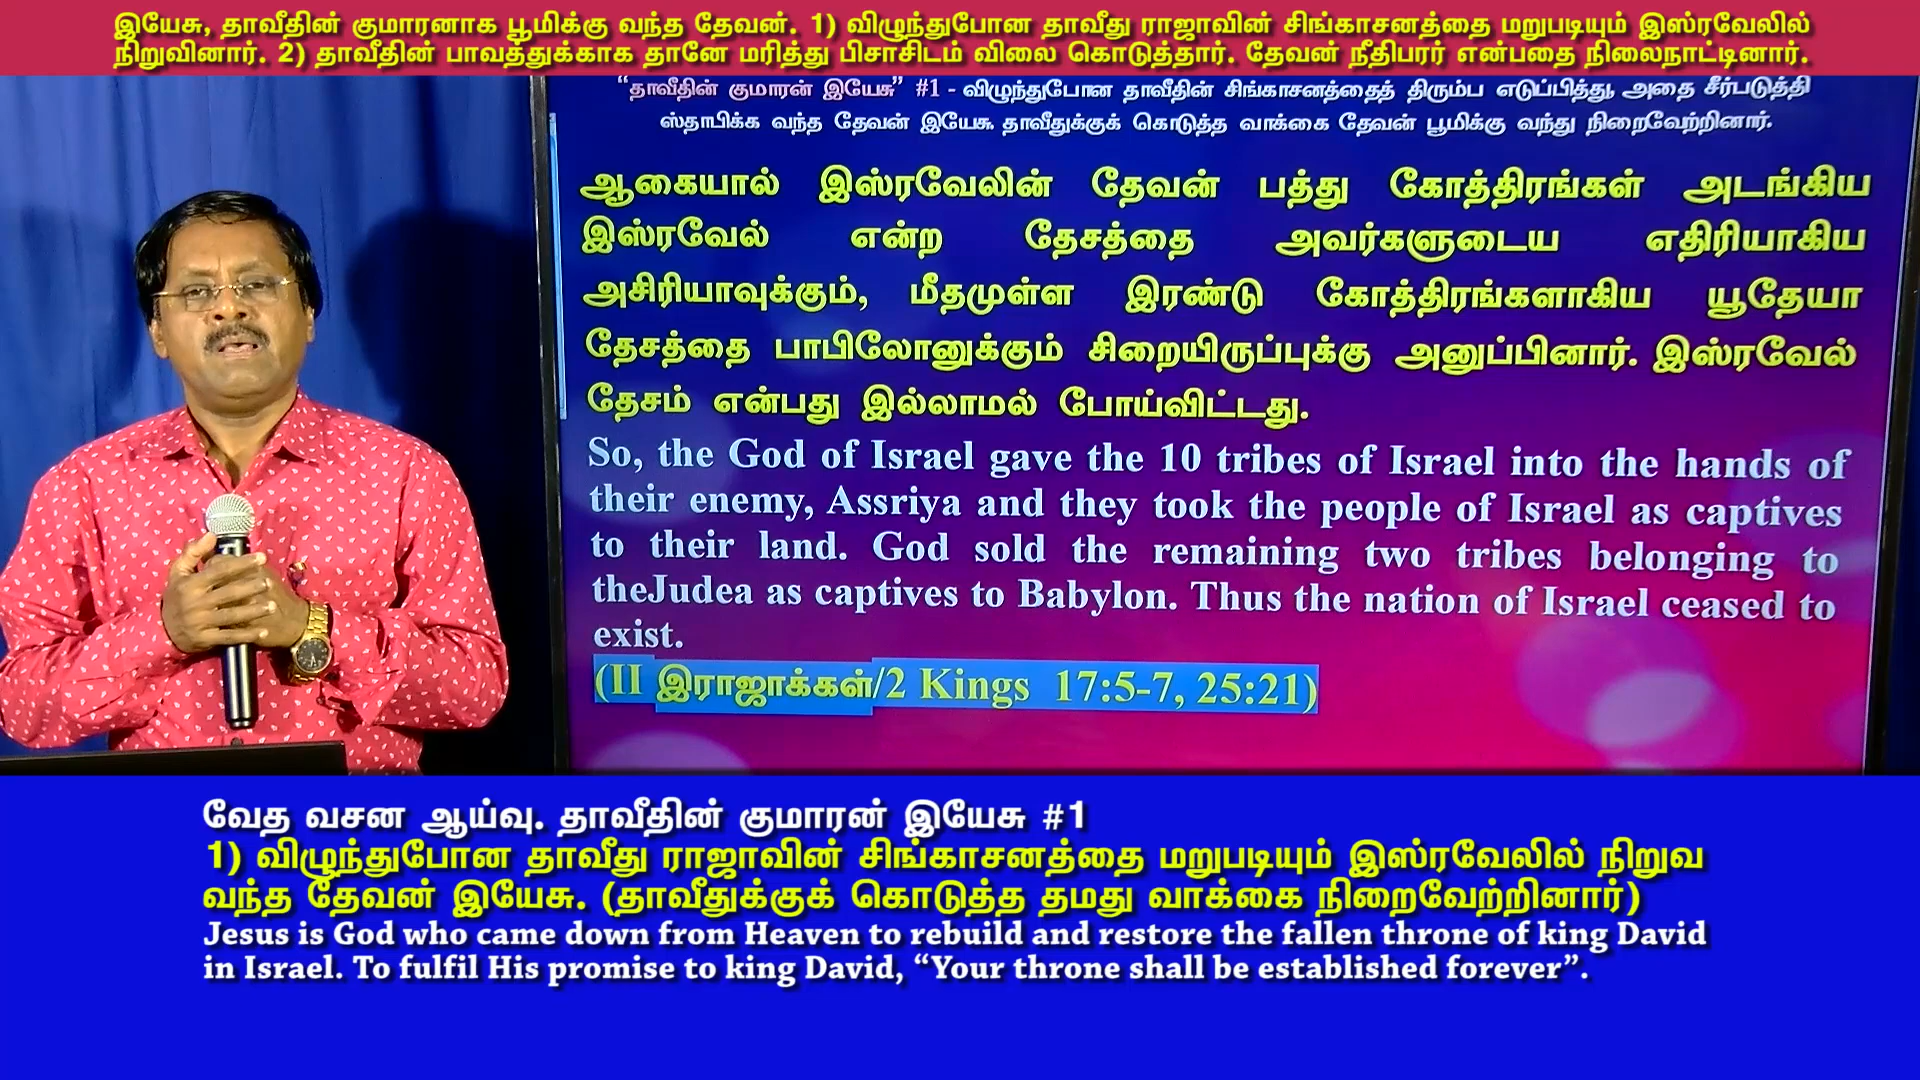 இயேசு, தாவீதின் குமாரனாக பூமிக்கு வந்த தேவன். 1) விழுந்துபோன தாவீது ராஜாவின் சிங்காசனத்தை மறுபடியும் இஸ்ரவேலில்
நிறுவினார். 2) தாவீதின் பாவத்துக்காக தானே மரித்து பிசாசிடம் விலை கொடுத்தார். தேவன் நீதிபரர் என்பதை நிலைநாட்டினார்.
“தாவீதின் குமாரன் இயேசு” #1 - விழுந்துபோன தாவீதின் சிங்காசனத்தைத் திரும்ப எடுப்பித்து, அதை சீர்படுத்தி
ஸ்தாபிக்க வந்த தேவன் இயேசு. தாவீதுக்குக் கொடுத்த வாக்கை தேவன் பூமிக்கு வந்து நிறைவேற்றினார்.
ஆகையால் இஸ்ரவேலின் தேவன் பத்து கோத்திரங்கள் அடங்கிய
இஸ்ரவேல் என்ற தேசத்தை அவர்களுடைய எதிரியாகிய
அசிரியாவுக்கும், மீதமுள்ள இரண்டு கோத்திரங்களாகிய யூதேயா
தேசத்தை பாபிலோனுக்கும் சிறையிருப்புக்கு அனுப்பினார். இஸ்ரவேல்
தேசம் என்பது இல்லாமல் போய்விட்டது.
So, the God of Israel gave the 10 tribes of Israel into the hands of
their enemy, Assriya and they took the people of Israel as captives
to their land. God sold the remaining two tribes belonging to
theJudea as captives to Babylon. Thus the nation of Israel ceased to
exist.
(II இராஜாக்கள்/2 Kings 17:5-7, 25:21)
வேத வசன ஆய்வு. தாவீதின் குமாரன் இயேசு #1
1) விழுந்துபோன தாவீது ராஜாவின் சிங்காசனத்தை மறுபடியும் இஸ்ரவேலில் நிறுவ
வந்த தேவன் இயேசு. (தாவீதுக்குக் கொடுத்த தமது வாக்கை நிறைவேற்றினார்)
Jesus is God who came down from Heaven to rebuild and restore the fallen throne of king David
in Israel. To fulfil His promise to king David, “Your throne shall be established forever”.